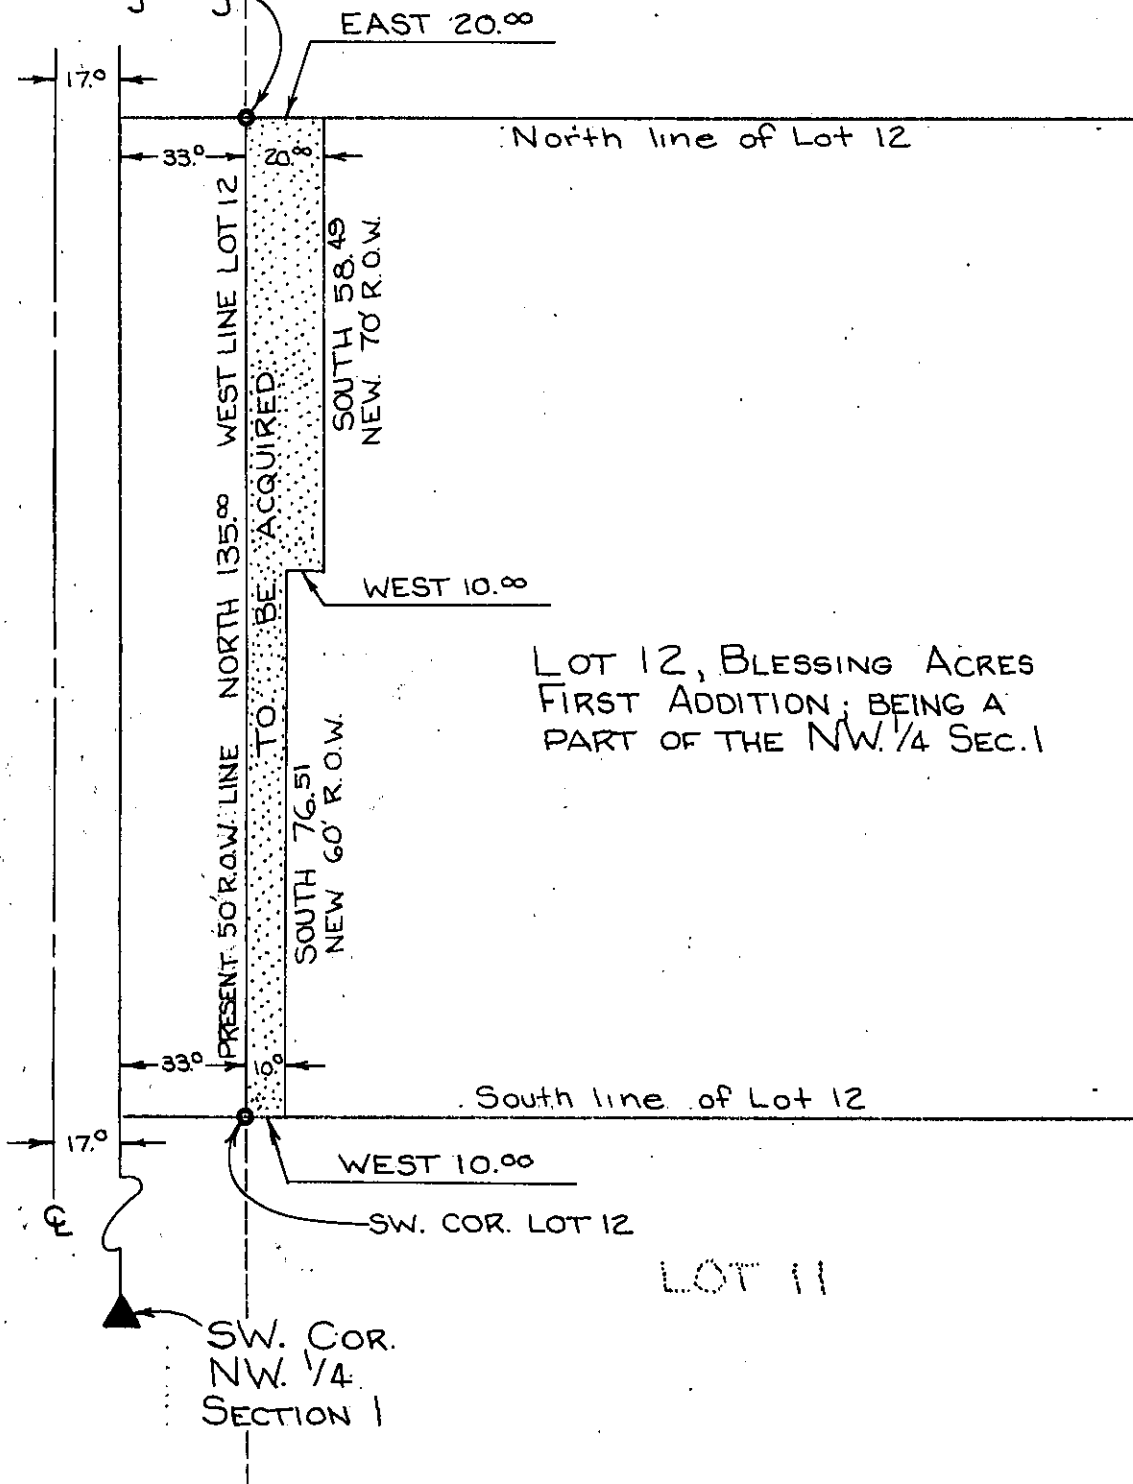 EAST 20.⁰⁰
17.⁰
North line of Lot 12
33.⁰
20.⁰⁰
WEST LINE LOT 12
SOUTH 58.49
NEW 70' R.O.W.
TO BE ACQUIRED
PRESENT 50' R.O.W. LINE NORTH 135.⁰⁰
WEST 10.⁰⁰
LOT 12, BLESSING ACRES
FIRST ADDITION; BEING A
PART OF THE NW. 1/4 SEC. 1
SOUTH 76.51
NEW 60' R.O.W.
33.⁰
10.⁰
South line of Lot 12
17.⁰
WEST 10.⁰⁰
℄
SW. COR. LOT 12
LOT 11
SW. COR.
NW. 1/4
SECTION 1